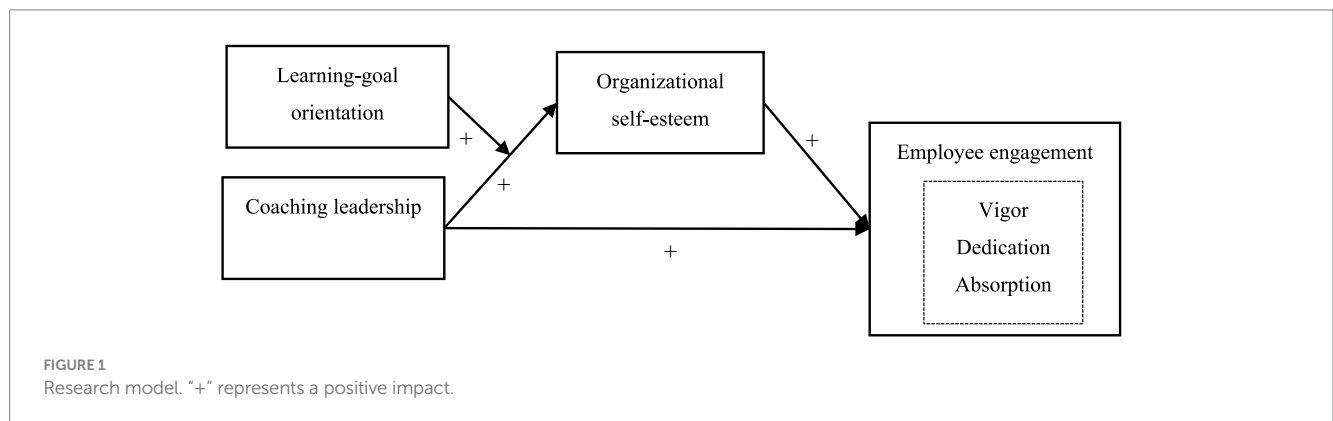 Learning-goal
orientation
Organizational
self-esteem
+
+
+
Coaching leadership
+
Employee engagement
Vigor
Dedication
Absorption
FIGURE 1
Research model. "+" represents a positive impact.